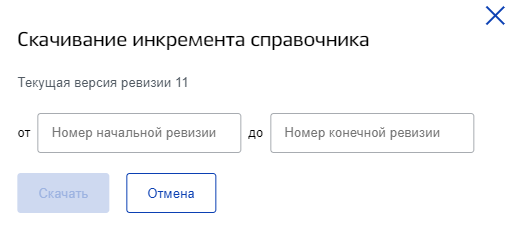 Скачивание инкремента справочника
Текущая версия ревизии 11
от Номер начальной ревизии до Номер конечной ревизии
Скачать Отмена